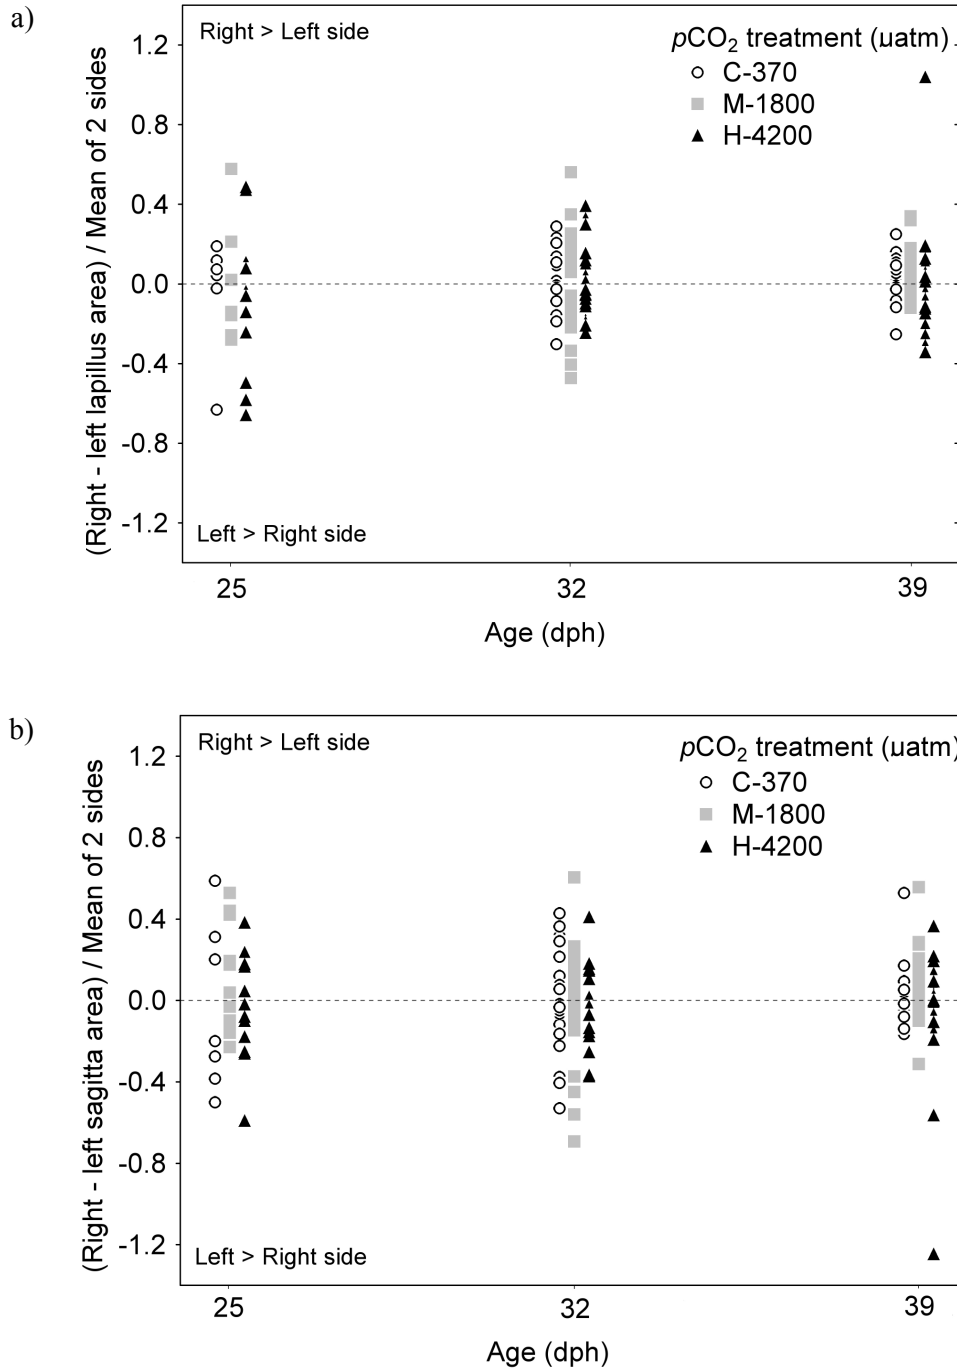 a)
Right > Left side
pCO₂ treatment (µatm)
C-370
M-1800
H-4200
(Right - left lapillus area) / Mean of 2 sides
1.2
0.8
0.4
0.0
-0.4
-0.8
-1.2
Left > Right side
25
32
39
Age (dph)
b)
Right > Left side
pCO₂ treatment (µatm)
C-370
M-1800
H-4200
(Right - left sagitta area) / Mean of 2 sides
1.2
0.8
0.4
0.0
-0.4
-0.8
-1.2
Left > Right side
25
32
39
Age (dph)